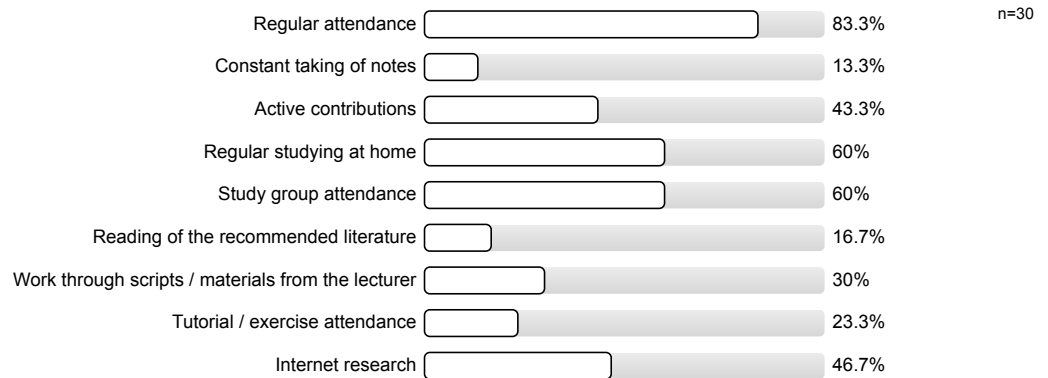 Regular attendance 83.3% n=30
Constant taking of notes 13.3%
Active contributions 43.3%
Regular studying at home 60%
Study group attendance 60%
Reading of the recommended literature 16.7%
Work through scripts / materials from the lecturer 30%
Tutorial / exercise attendance 23.3%
Internet research 46.7%